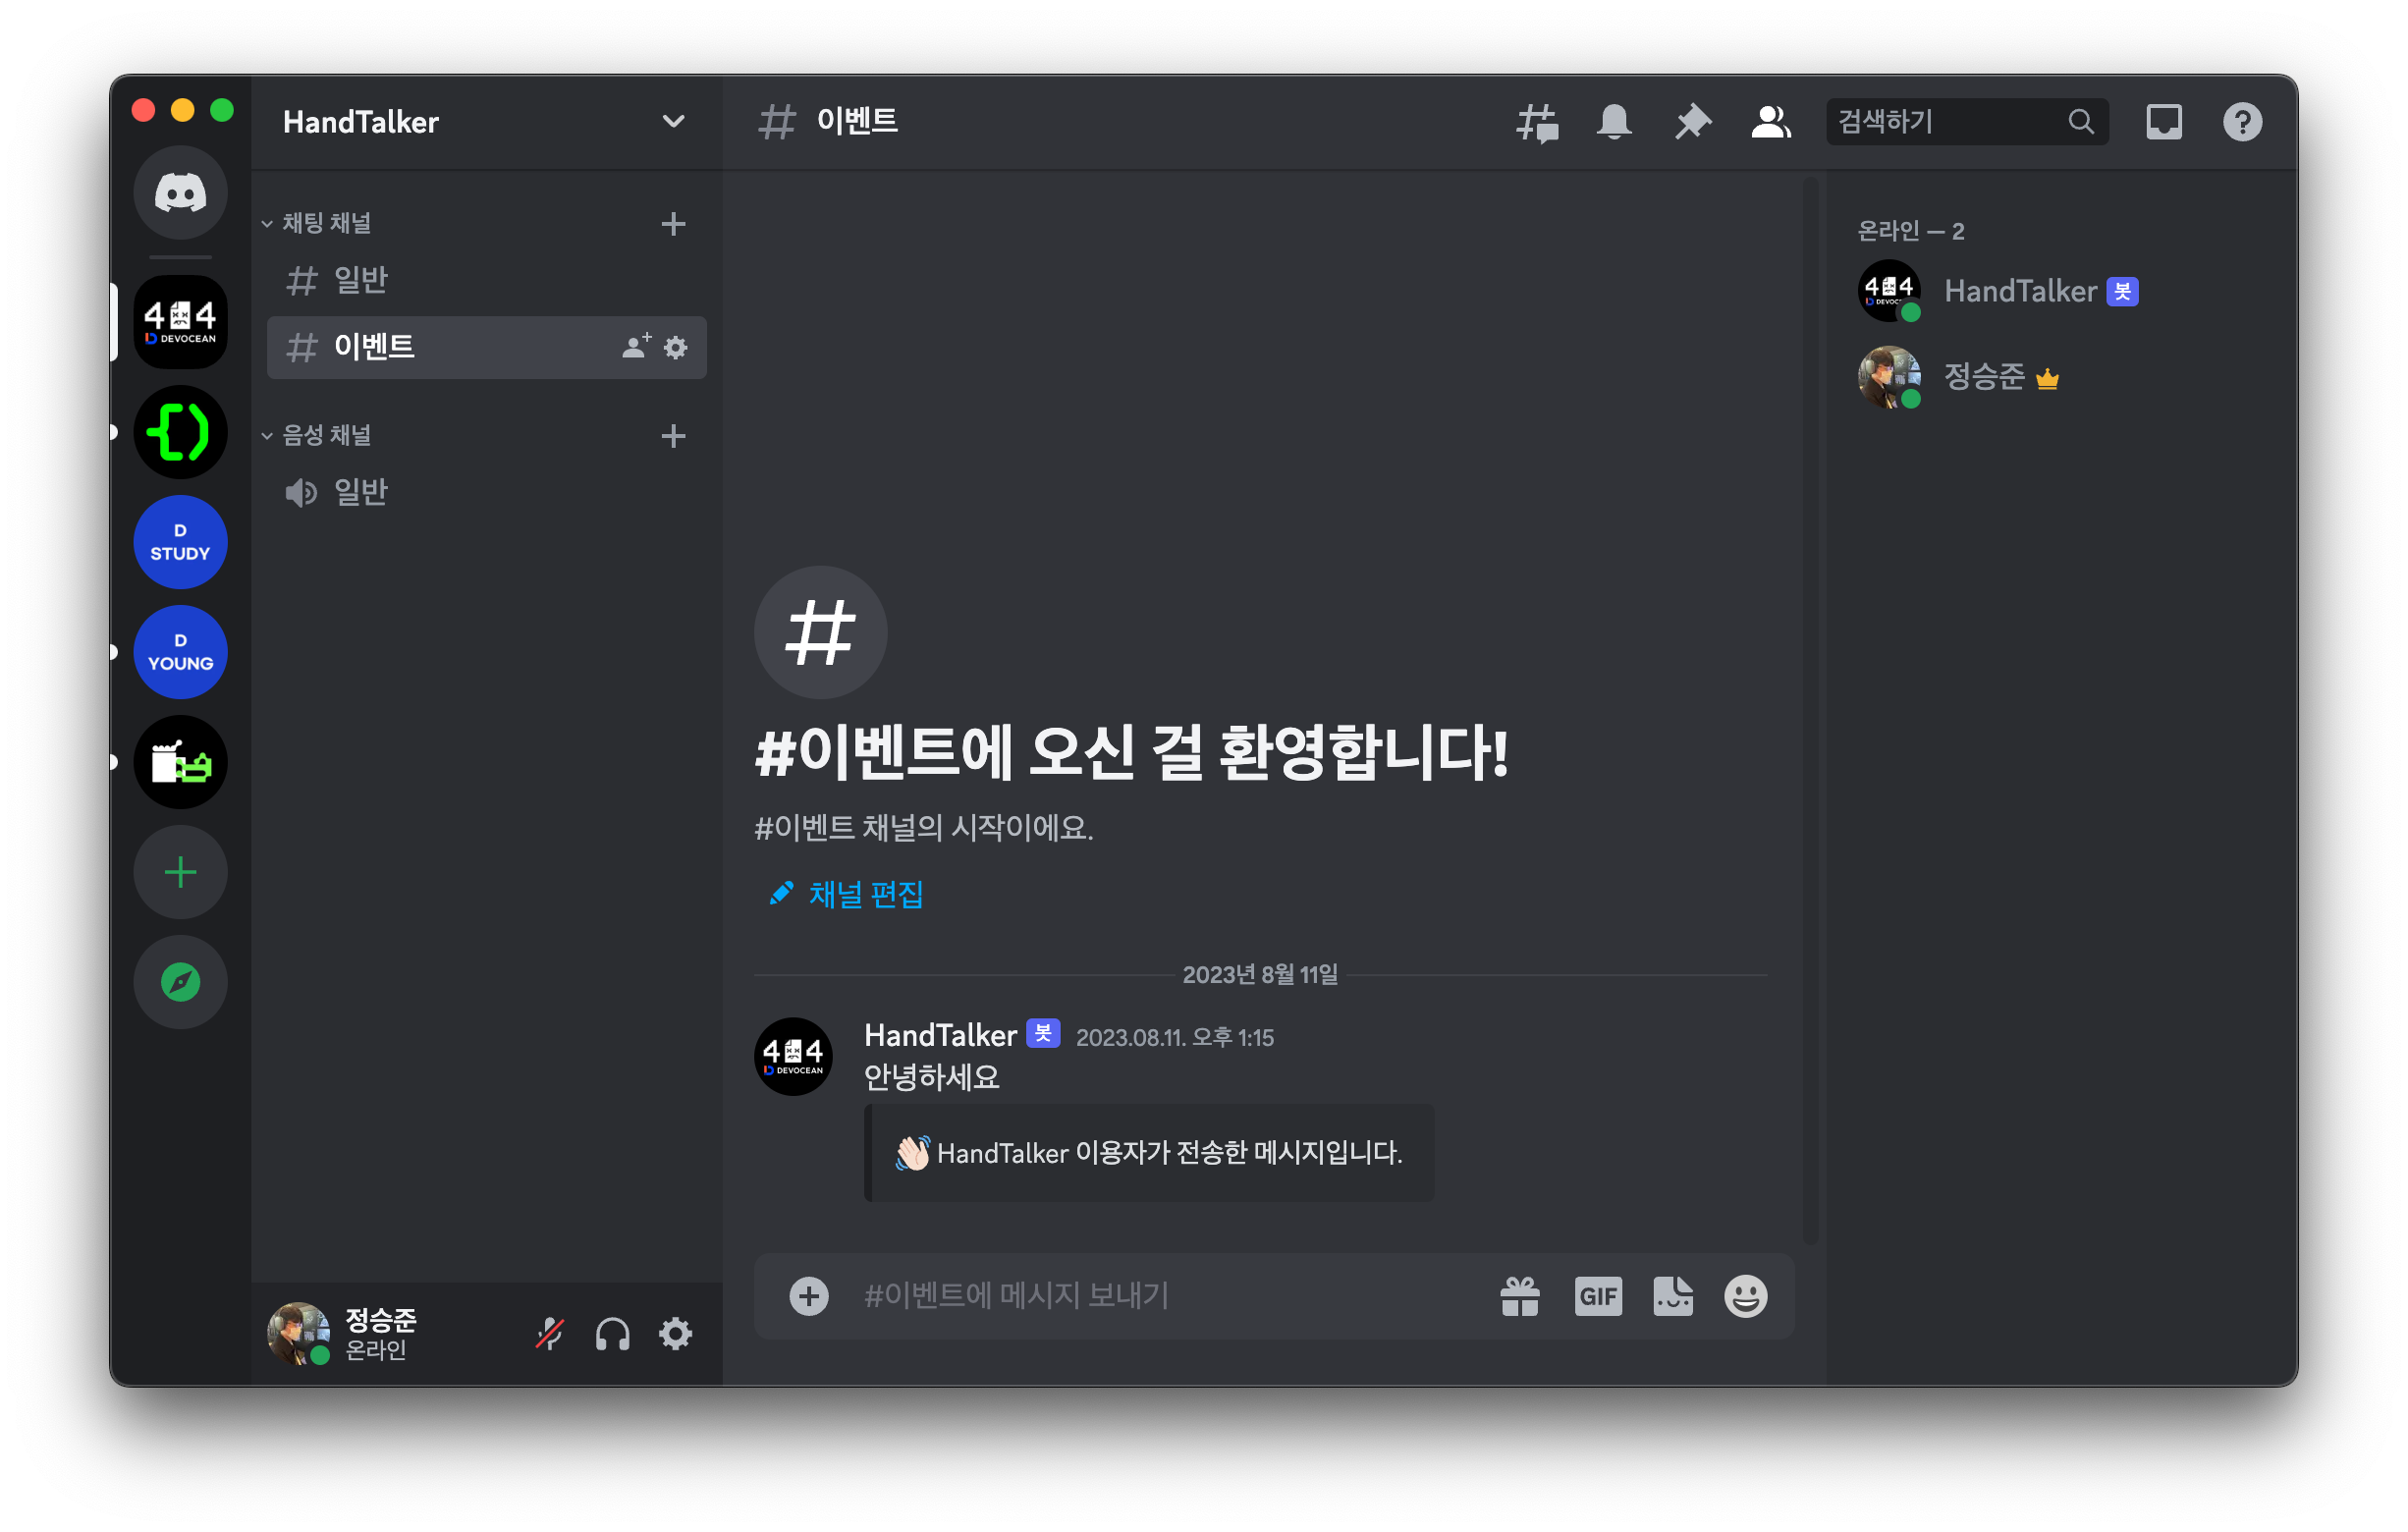 HandTalker
채팅 채널
일반
이벤트
음성 채널
일반
404
DEVOCEAN
D
STUDY
D
YOUNG
정승준
온라인
이벤트
검색하기
#이벤트에 오신 걸 환영합니다!
#이벤트 채널의 시작이에요.
채널 편집
2023년 8월 11일
404
DEVOCEAN
HandTalker 봇 2023.08.11. 오후 1:15
안녕하세요
👋🏻 HandTalker 이용자가 전송한 메시지입니다.
#이벤트에 메시지 보내기
GIF
온라인 — 2
HandTalker 봇
정승준